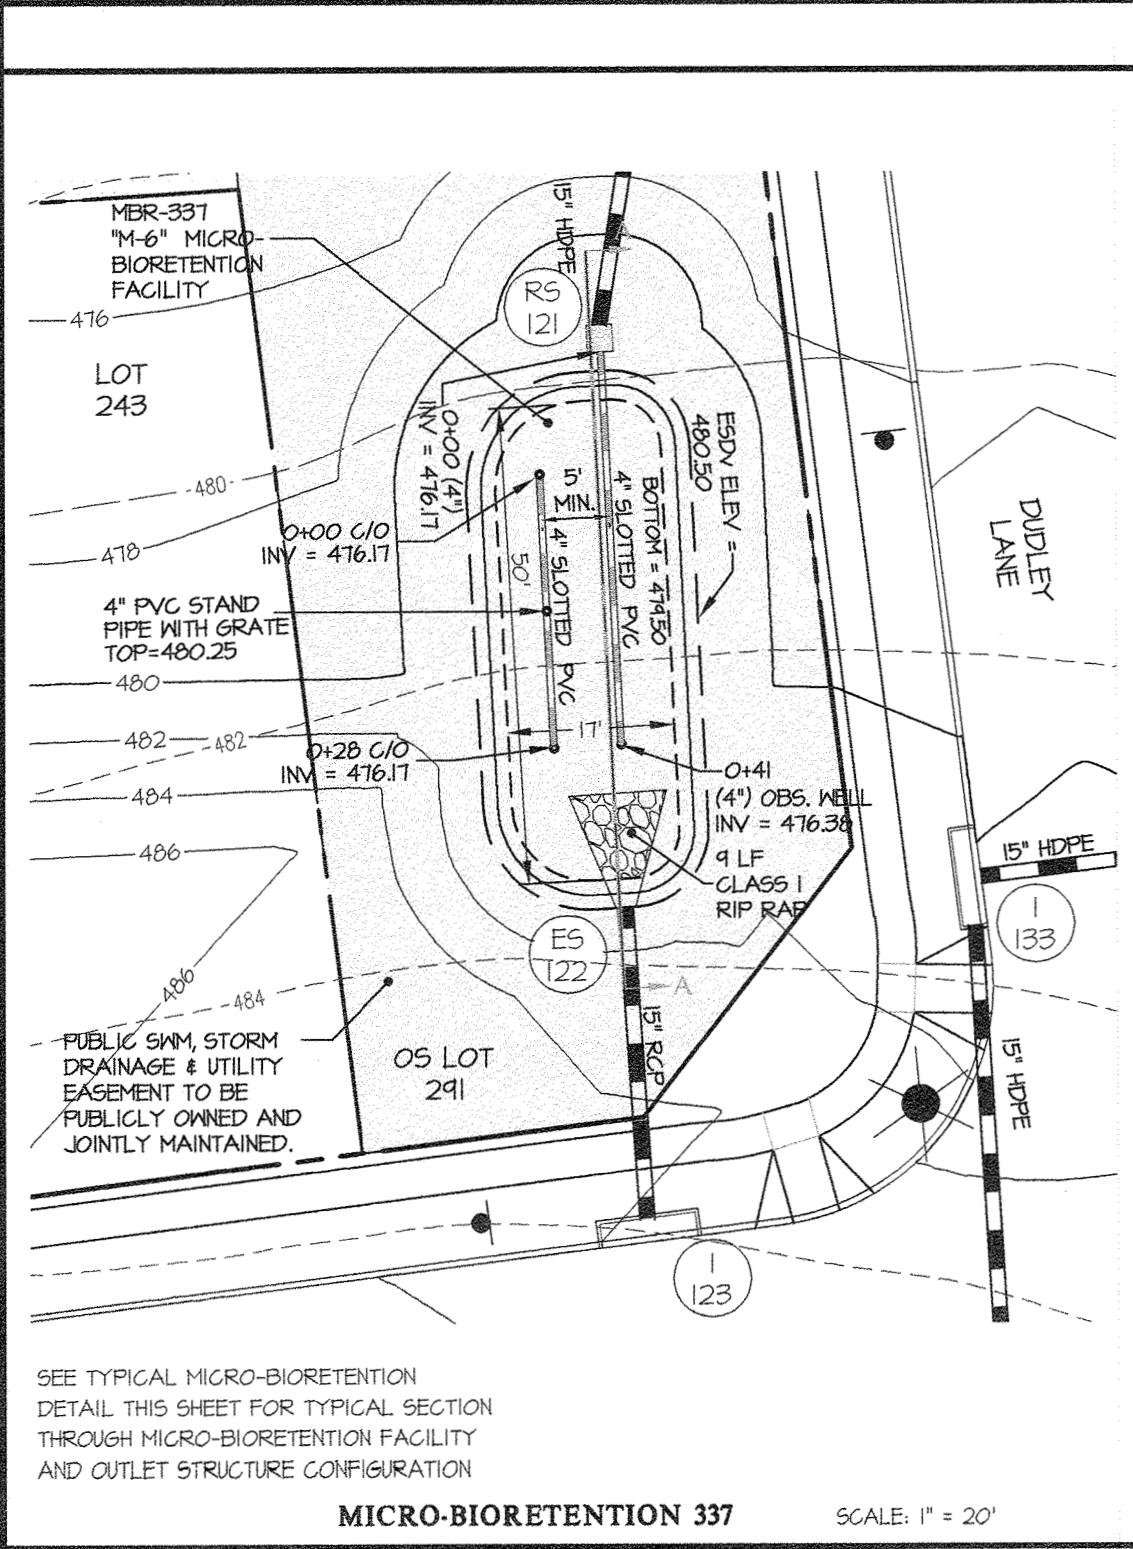 MBR-337
"M-6" MICRO-
BIORETENTION
FACILITY
15" HDPE
A
RS
121
476
LOT
243
0+00 (4")
INV = 476.17
ESDV ELEV =
480.50
480
478
0+00 C/O
INV = 476.17
5'
MIN.
4" SLOTTED PVC
4" SLOTTED PVC
BOTTOM = 479.50
50'
DUDLEY
LANE
4" PVC STAND
PIPE WITH GRATE
TOP=480.25
480
482
482
17'
0+28 C/O
INV = 476.17
484
486
0+41
(4") OBS. WELL
INV = 476.38
9 LF
CLASS I
RIP RAP
15" HDPE
I
133
ES
122
A
486
484
15" RCP
15" HDPE
PUBLIC SWM, STORM
DRAINAGE & UTILITY
EASEMENT TO BE
PUBLICLY OWNED AND
JOINTLY MAINTAINED.
OS LOT
291
I
123
SEE TYPICAL MICRO-BIORETENTION
DETAIL THIS SHEET FOR TYPICAL SECTION
THROUGH MICRO-BIORETENTION FACILITY
AND OUTLET STRUCTURE CONFIGURATION
MICRO-BIORETENTION 337
SCALE: 1" = 20'